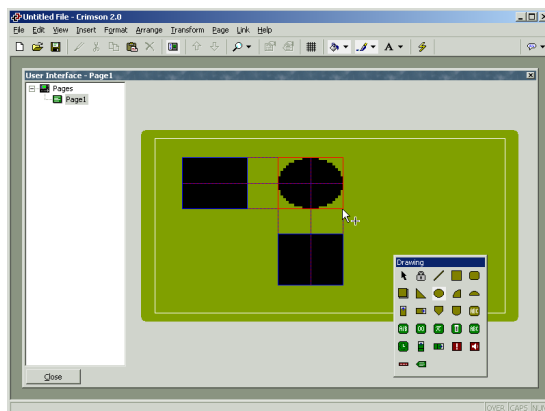 Untitled File - Crimson 2.0
File Edit View Insert Format Arrange Transform Page Link Help
User Interface - Page1
Pages
Page1
Drawing
Close
OVER CAPS NUM